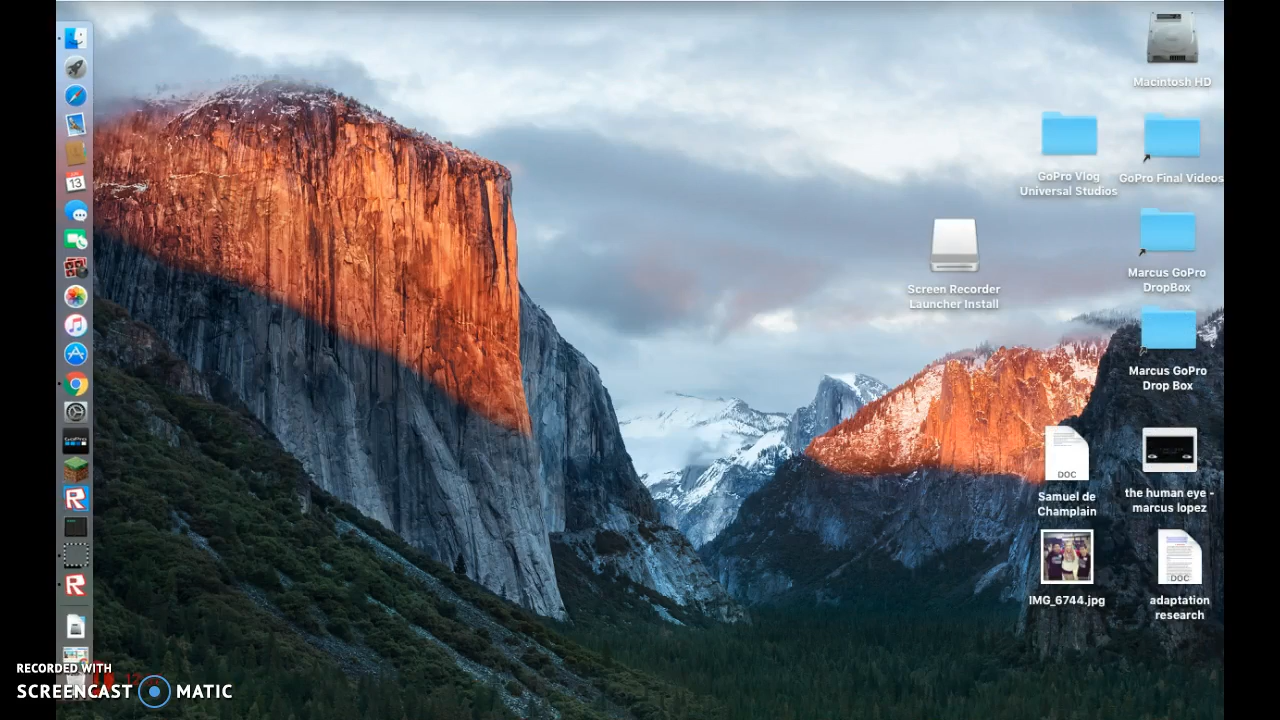 Macintosh HD
GoPro Vlog
Universal Studios
GoPro Final Videos
Marcus GoPro
DropBox
Screen Recorder
Launcher Install
Marcus GoPro
Drop Box
DOC
Samuel de
Champlain
the human eye -
marcus lopez
IMG_6744.jpg
DOC
adaptation
research
13
GoPro
RECORDED WITH
SCREENCAST MATIC